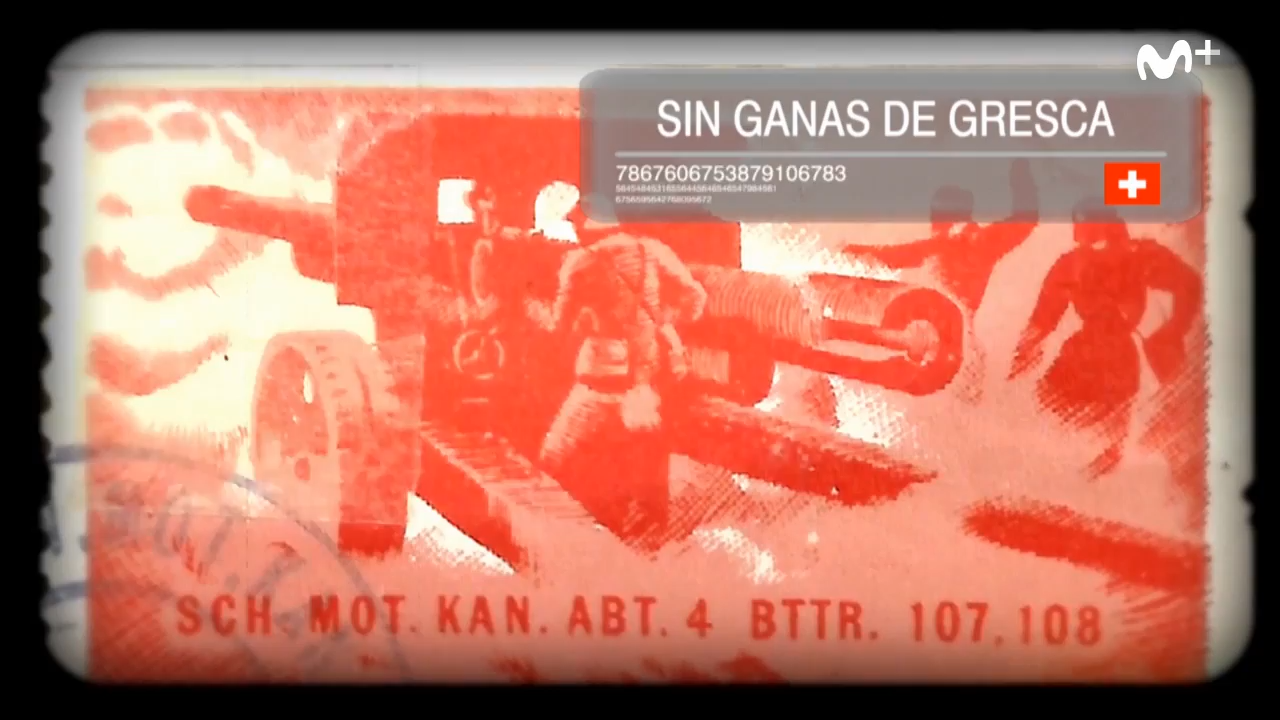 M+
SIN GANAS DE GRESCA
7867606753879106783
SCH. MOT. KAN. ABT. 4 BTTR. 107, 108